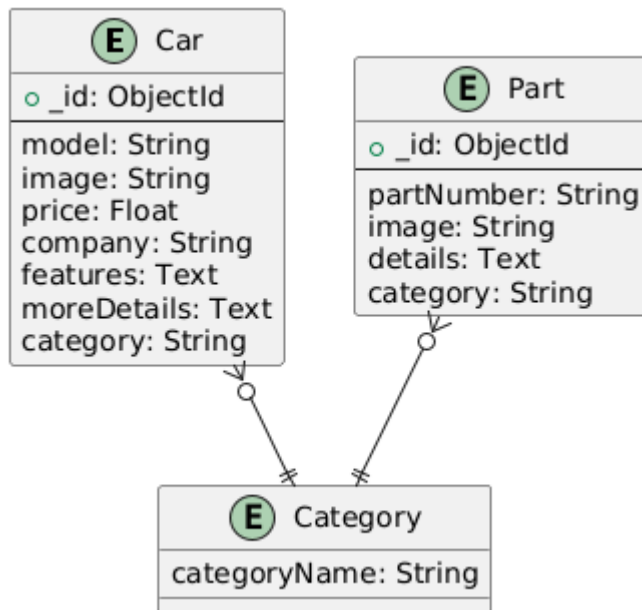 E Car
_id: ObjectId
model: String
image: String
price: Float
company: String
features: Text
moreDetails: Text
category: String
E Part
_id: ObjectId
partNumber: String
image: String
details: Text
category: String
E Category
categoryName: String